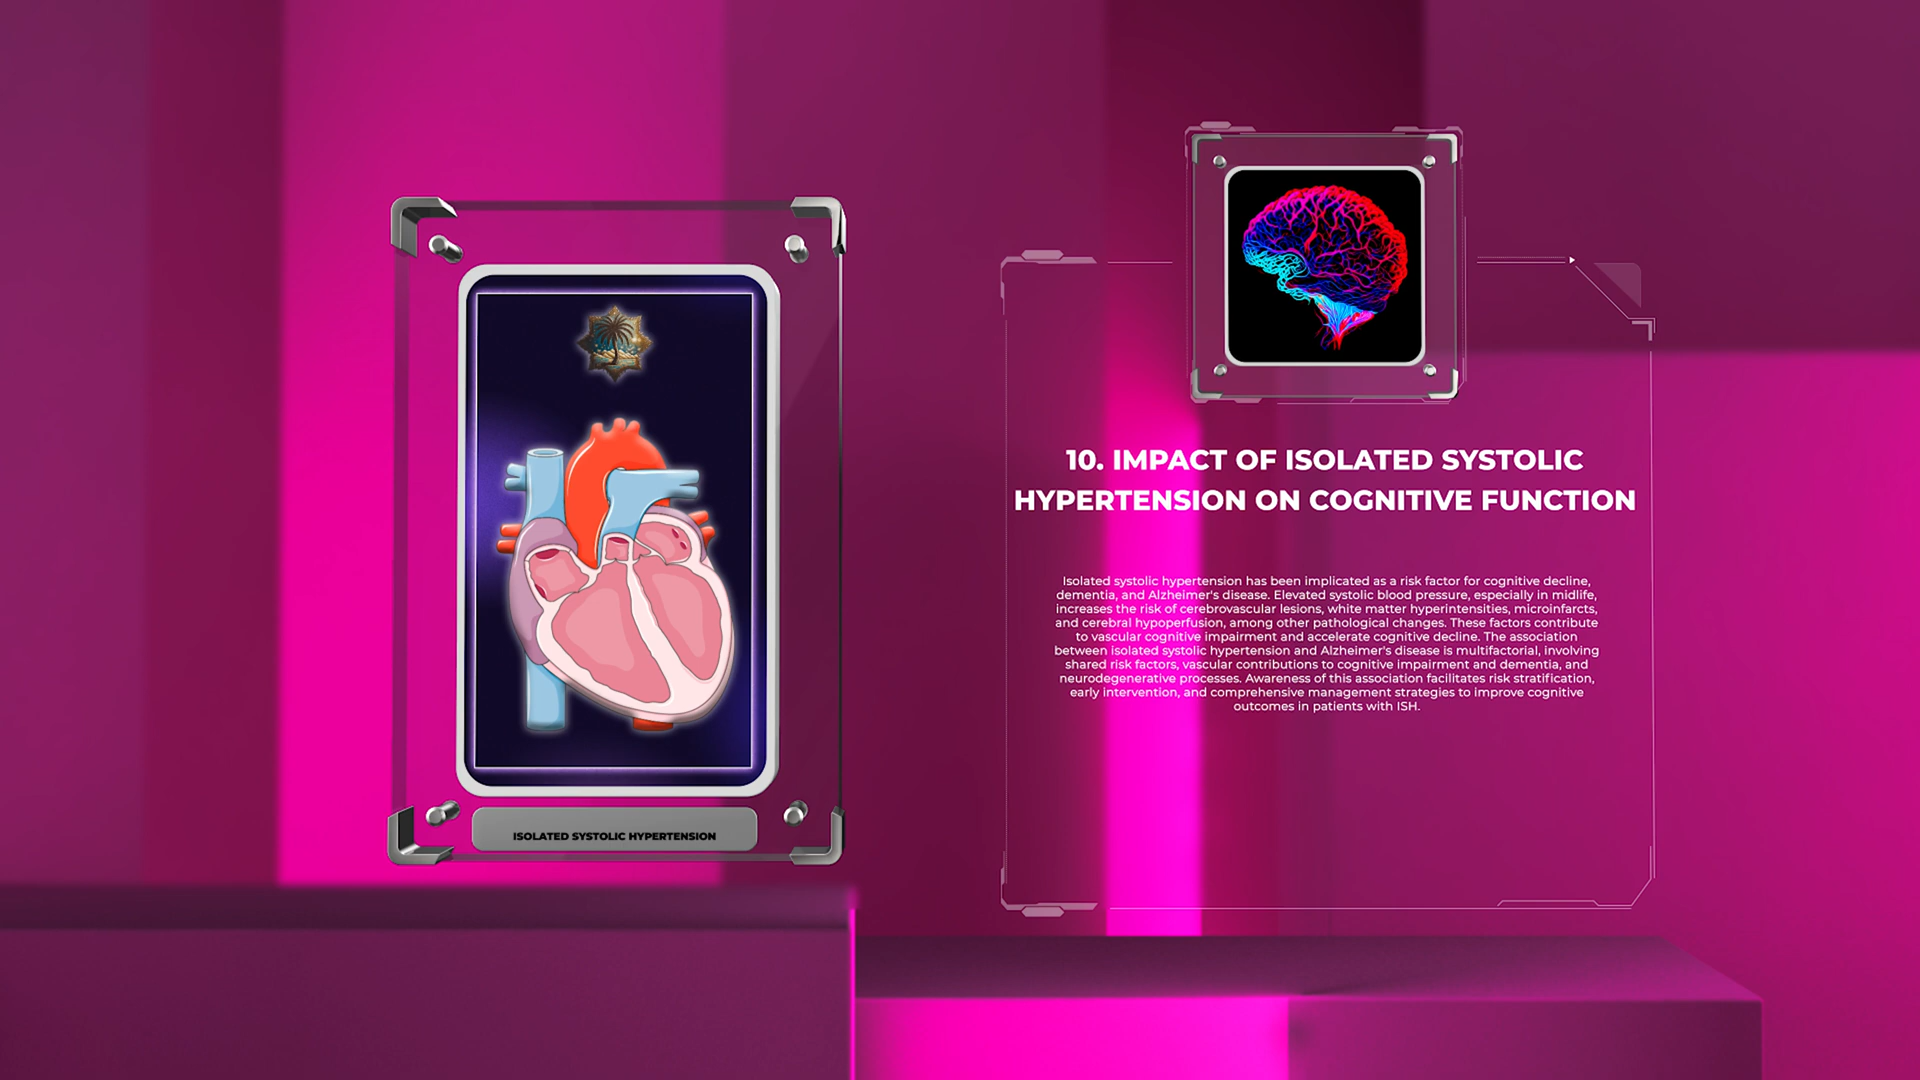 ISOLATED SYSTOLIC HYPERTENSION
10. IMPACT OF ISOLATED SYSTOLIC
HYPERTENSION ON COGNITIVE FUNCTION
Isolated systolic hypertension has been implicated as a risk factor for cognitive decline,
dementia, and Alzheimer's disease. Elevated systolic blood pressure, especially in midlife,
increases the risk of cerebrovascular lesions, white matter hyperintensities, microinfarcts,
and cerebral hypoperfusion, among other pathological changes. These factors contribute
to vascular cognitive impairment and accelerate cognitive decline. The association
between isolated systolic hypertension and Alzheimer's disease is multifactorial, involving
shared risk factors, vascular contributions to cognitive impairment and dementia, and
neurodegenerative processes. Awareness of this association facilitates risk stratification,
early intervention, and comprehensive management strategies to improve cognitive
outcomes in patients with ISH.